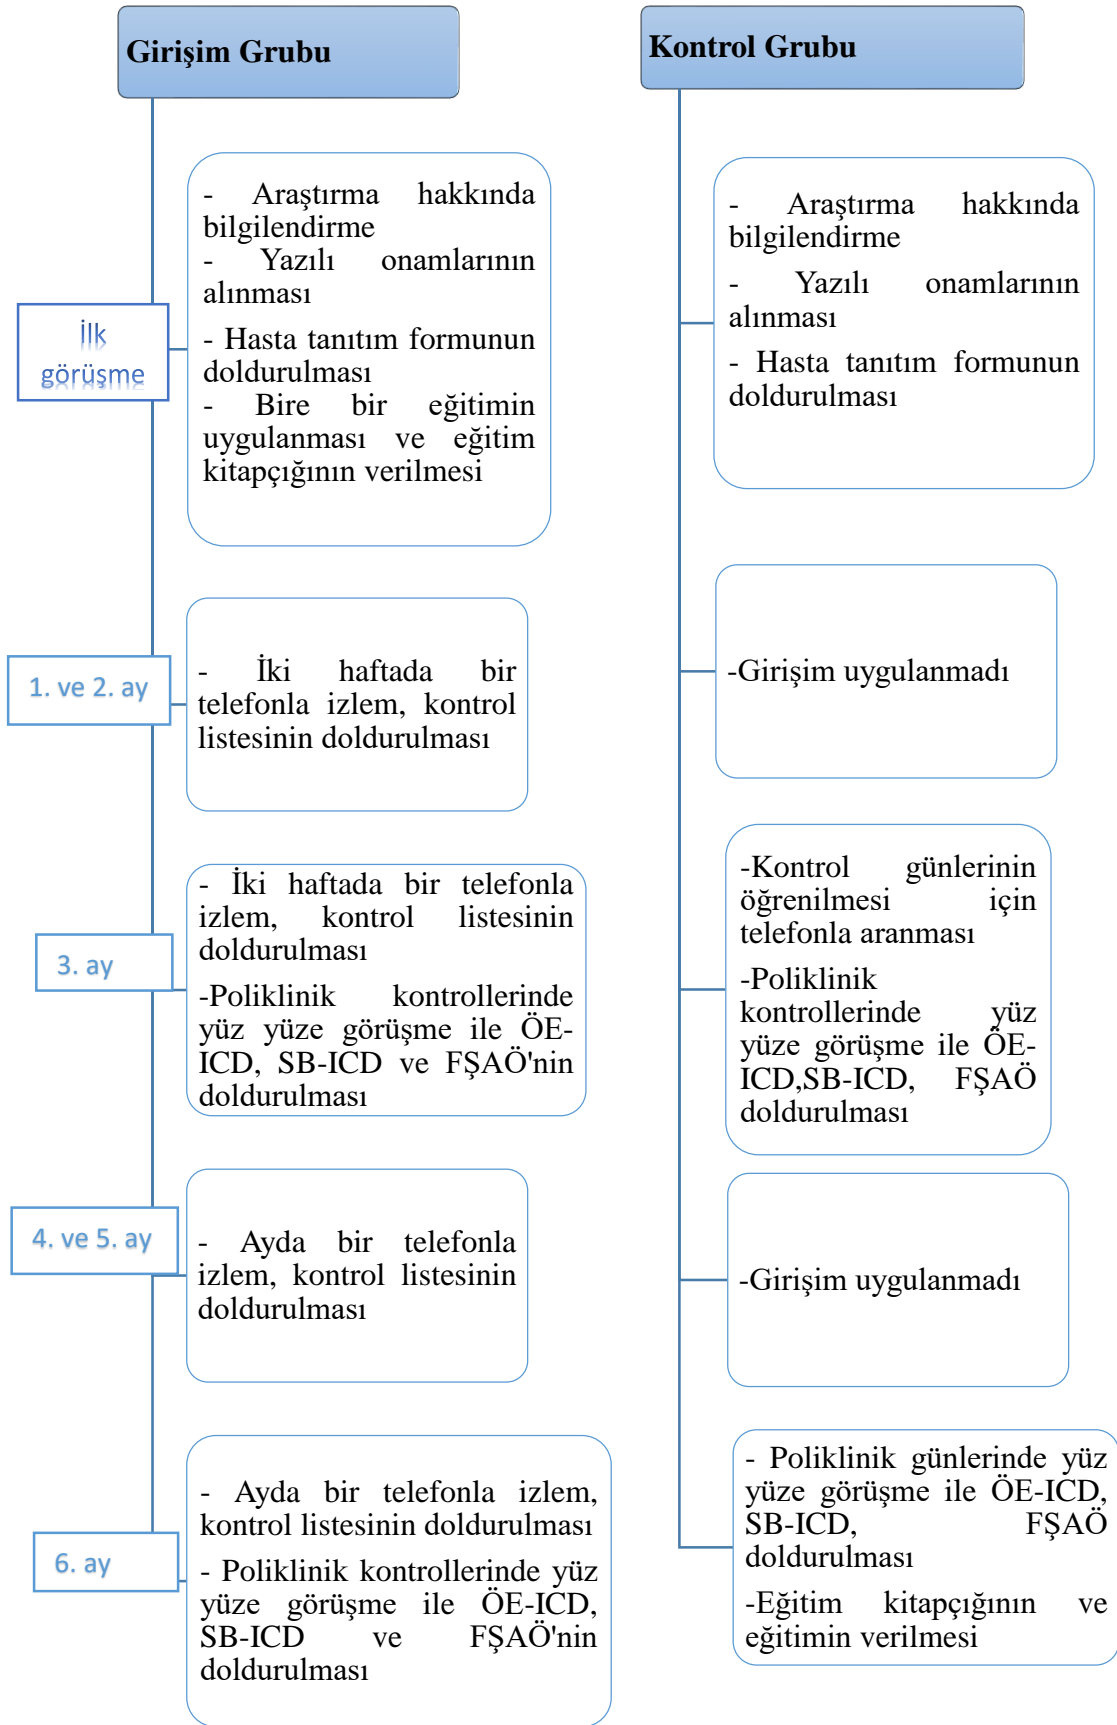 Girişim Grubu
Kontrol Grubu
İlk
görüşme
- Araştırma hakkında
bilgilendirme
- Yazılı onamlarının
alınması
- Hasta tanıtım formunun
doldurulması
- Bire bir eğitimin
uygulanması ve eğitim
kitapçığının verilmesi
- Araştırma hakkında
bilgilendirme
- Yazılı onamlarının
alınması
- Hasta tanıtım formunun
doldurulması
1. ve 2. ay
- İki haftada bir
telefonla izlem, kontrol
listesinin doldurulması
-Girişim uygulanmadı
3. ay
- İki haftada bir telefonla
izlem, kontrol listesinin
doldurulması
-Poliklinik kontrollerinde
yüz yüze görüşme ile ÖE-
ICD, SB-ICD ve FŞAÖ'nin
doldurulması
-Kontrol günlerinin
öğrenilmesi için
telefonla aranması
-Poliklinik
kontrollerinde yüz
yüze görüşme ile ÖE-
ICD,SB-ICD, FŞAÖ
doldurulması
4. ve 5. ay
- Ayda bir telefonla
izlem, kontrol listesinin
doldurulması
-Girişim uygulanmadı
6. ay
- Ayda bir telefonla izlem,
kontrol listesinin doldurulması
- Poliklinik kontrollerinde yüz
yüze görüşme ile ÖE-ICD,
SB-ICD ve FŞAÖ'nin
doldurulması
- Poliklinik günlerinde yüz
yüze görüşme ile ÖE-ICD,
SB-ICD, FŞAÖ
doldurulması
-Eğitim kitapçığının ve
eğitimin verilmesi